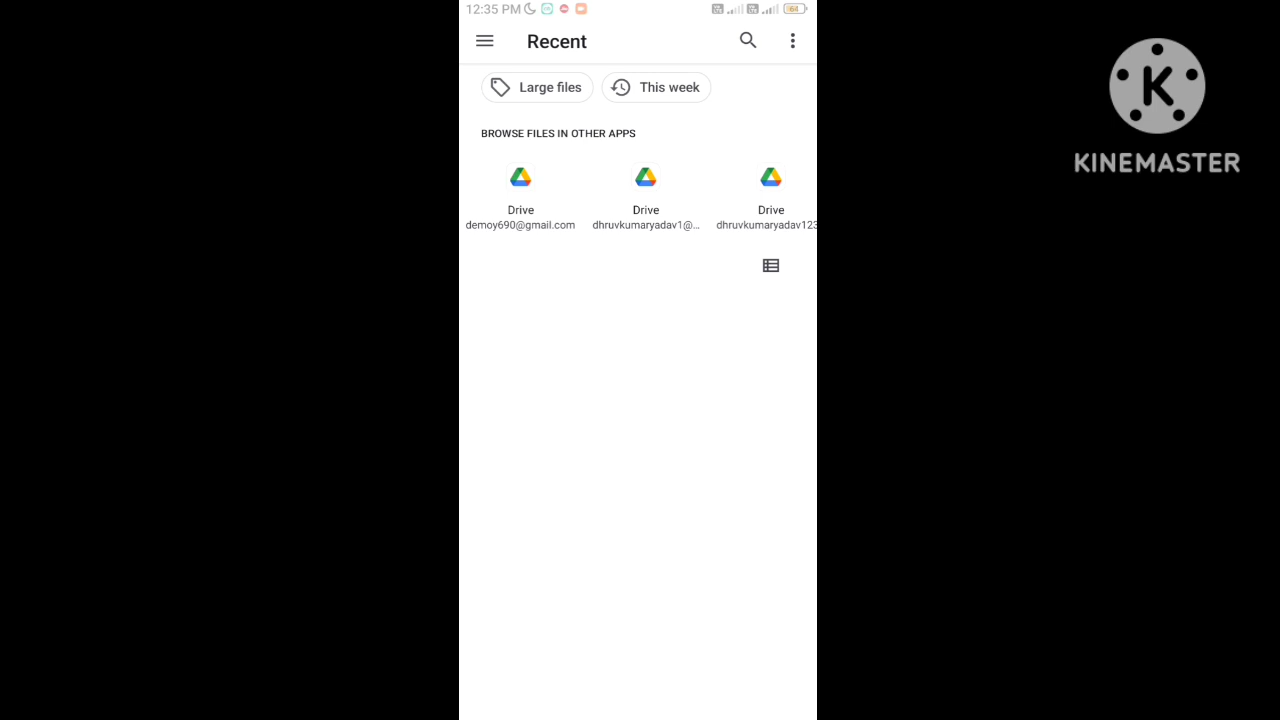 12:35 PM
64
Recent
Large files
This week
BROWSE FILES IN OTHER APPS
Drive
demoy690@gmail.com
Drive
dhruvkumaryadav1@...
Drive
dhruvkumaryadav123
K
KINEMASTER